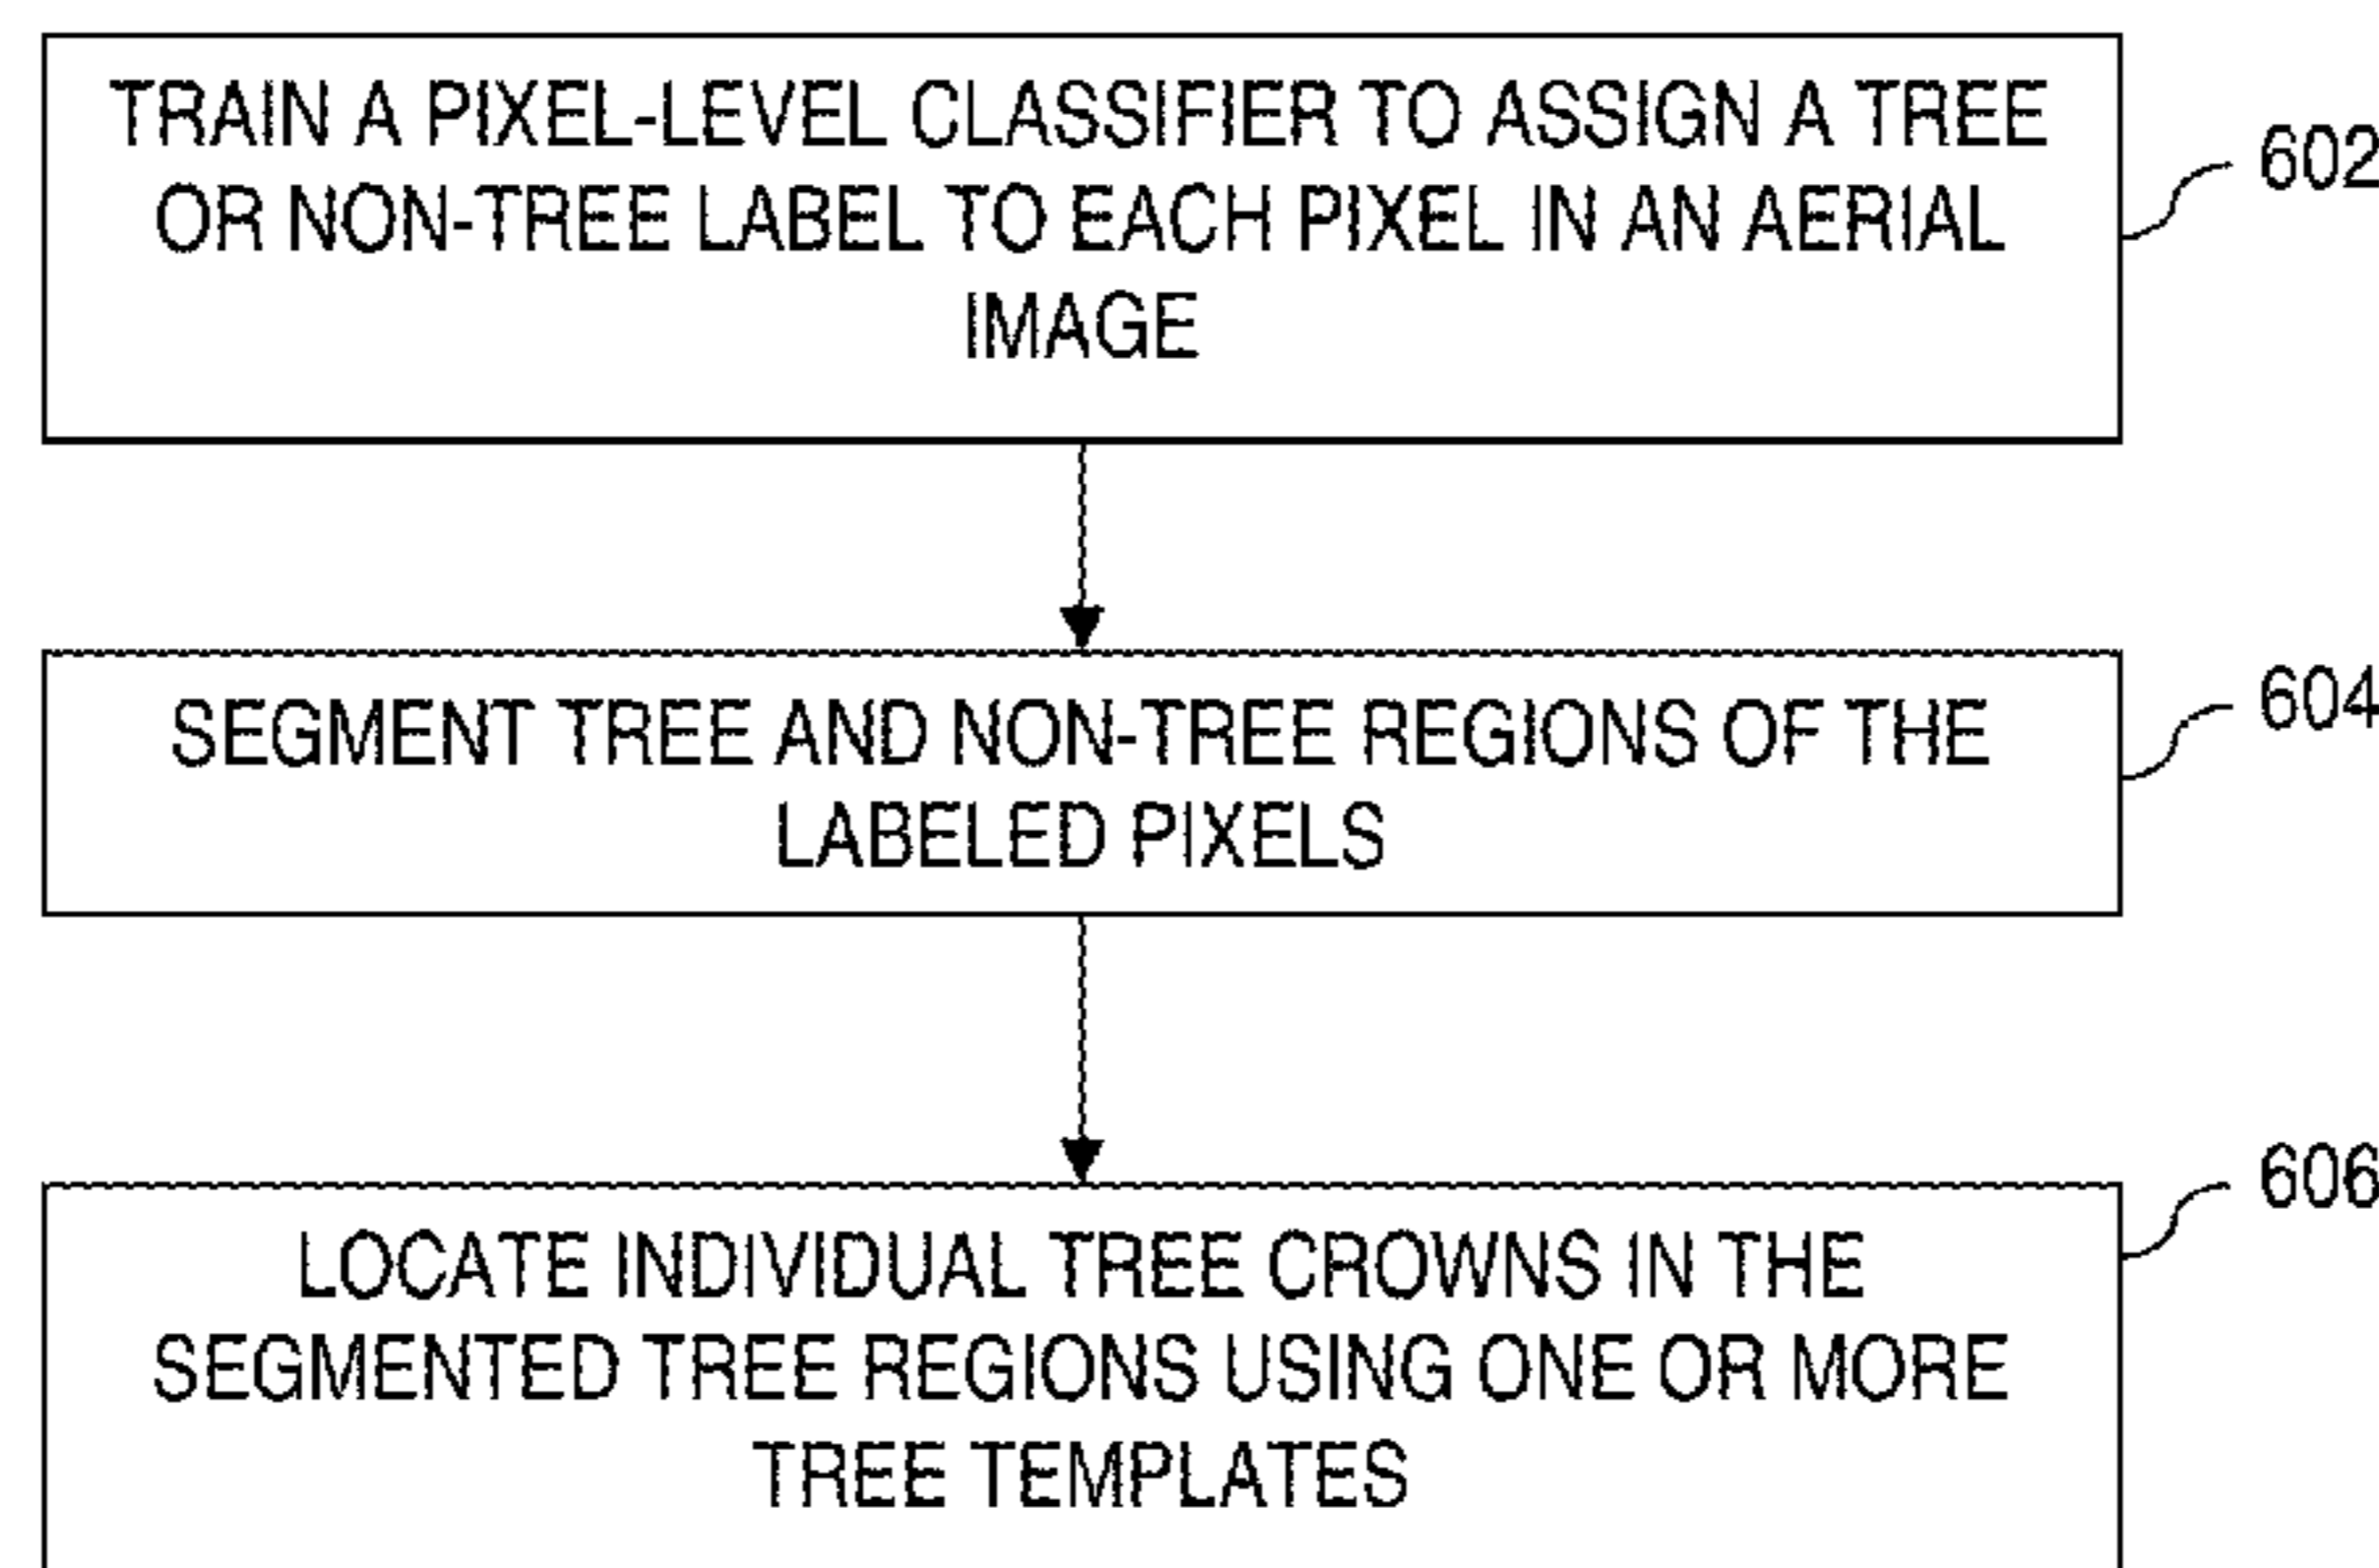 TRAIN A PIXEL-LEVEL CLASSIFIER TO ASSIGN A TREE
OR NON-TREE LABEL TO EACH PIXEL IN AN AERIAL
IMAGE
602
SEGMENT TREE AND NON-TREE REGIONS OF THE
LABELED PIXELS
604
LOCATE INDIVIDUAL TREE CROWNS IN THE
SEGMENTED TREE REGIONS USING ONE OR MORE
TREE TEMPLATES
606